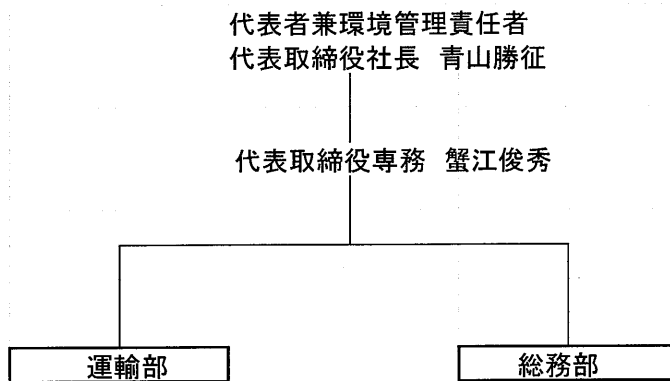 代表者兼環境管理責任者
代表取締役社長 青山勝征
代表取締役専務 蟹江俊秀
運輸部
総務部